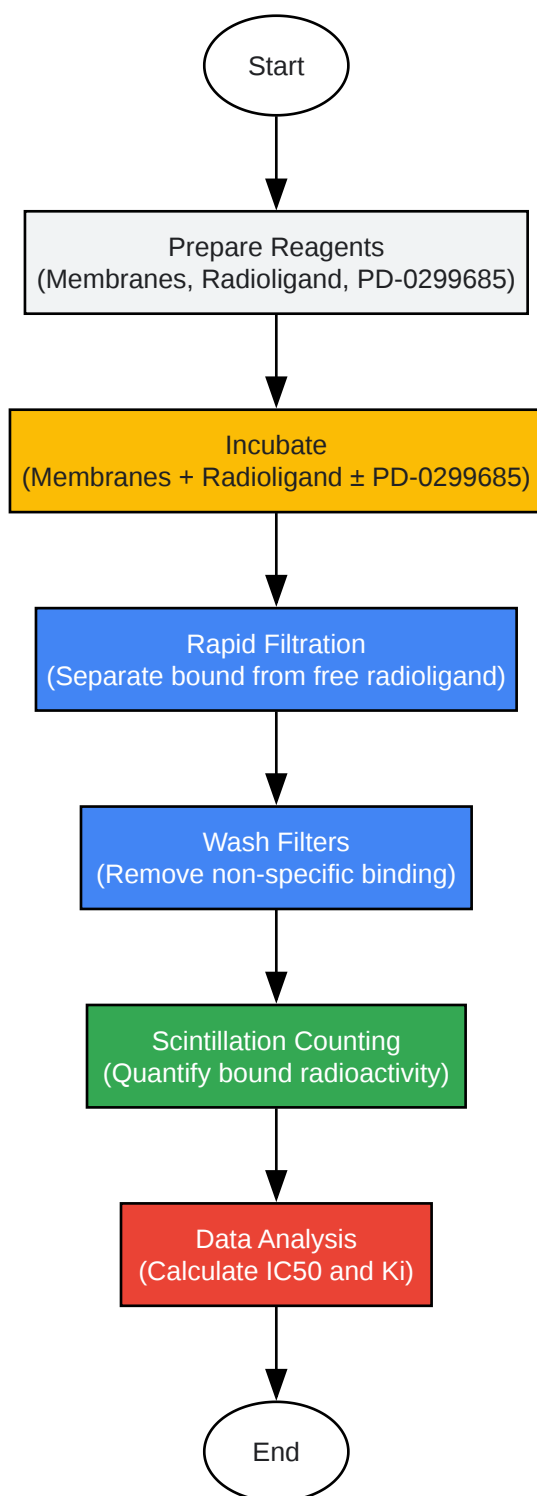 Start
Prepare Reagents
(Membranes, Radioligand, PD-0299685)
Incubate
(Membranes + Radioligand ± PD-0299685)
Rapid Filtration
(Separate bound from free radioligand)
Wash Filters
(Remove non-specific binding)
Scintillation Counting
(Quantify bound radioactivity)
Data Analysis
(Calculate IC50 and Ki)
End